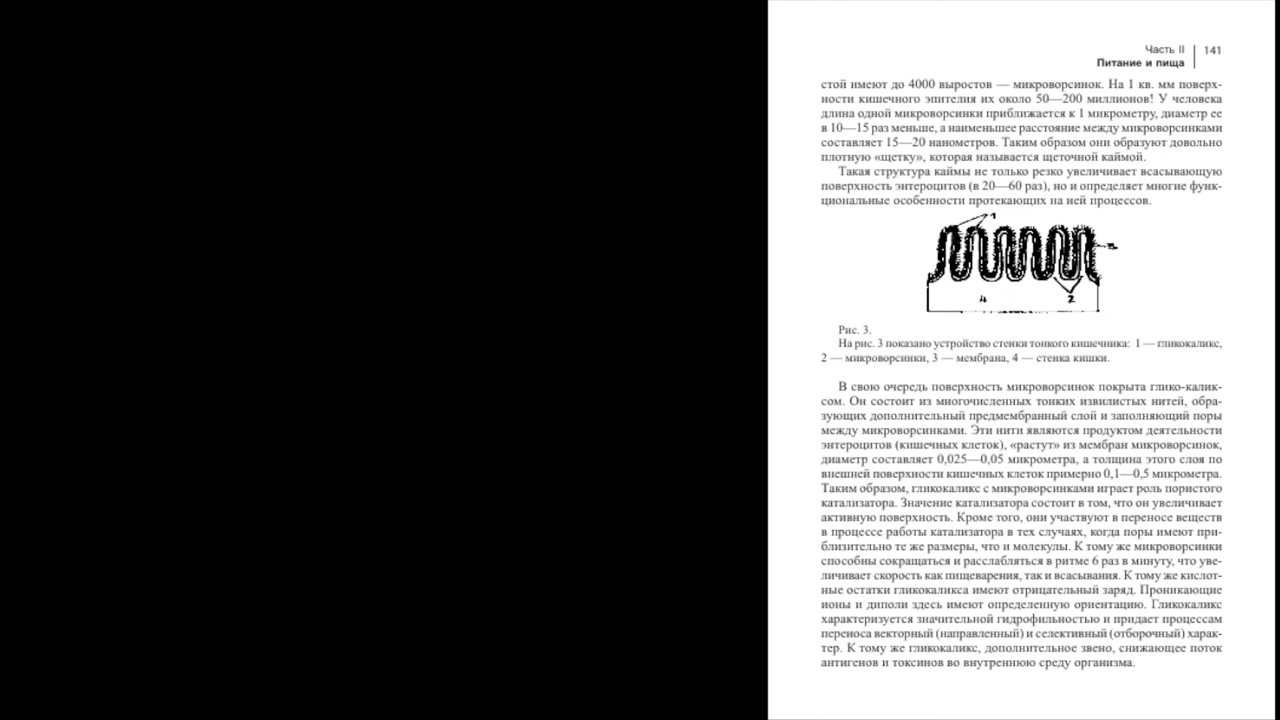 Часть II
141
Питание и пища
стой имеют до 4000 выростов — микроворсинок. На 1 кв. мм поверх-
ности кишечного эпителия их около 50—200 миллионов! У человека
длина одной микроворсинки приближается к 1 микрометру, диаметр ее
в 10—15 раз меньше, а наименьшее расстояние между микроворсинками
составляет 15—20 нанометров. Таким образом они образуют довольно
плотную «щетку», которая называется щеточной каймой.
Такая структура каймы не только резко увеличивает всасывающую
поверхность энтероцитов (в 20—60 раз), но и определяет многие функ-
циональные особенности протекающих на ней процессов.
1
3
4
2
Рис. 3.
На рис. 3 показано устройство стенки тонкого кишечника: 1 — гликокаликс,
2 — микроворсинки, 3 — мембрана, 4 — стенка кишки.
В свою очередь поверхность микроворсинок покрыта глико-калик-
сом. Он состоит из многочисленных тонких извилистых нитей, обра-
зующих дополнительный предмембранный слой и заполняющий поры
между микроворсинками. Эти нити являются продуктом деятельности
энтероцитов (кишечных клеток), «растут» из мембран микроворсинок,
диаметр составляет 0,025—0,05 микрометра, а толщина этого слоя по
внешней поверхности кишечных клеток примерно 0,1—0,5 микрометра.
Таким образом, гликокаликс с микроворсинками играет роль пористого
катализатора. Значение катализатора состоит в том, что он увеличивает
активную поверхность. Кроме того, они участвуют в переносе веществ
в процессе работы катализатора в тех случаях, когда поры имеют при-
близительно те же размеры, что и молекулы. К тому же микроворсинки
способны сокращаться и расслабляться в ритме 6 раз в минуту, что уве-
личивает скорость как пищеварения, так и всасывания. К тому же кислот-
ные остатки гликокаликса имеют отрицательный заряд. Проникающие
ионы и диполи здесь имеют определенную ориентацию. Гликокаликс
характеризуется значительной гидрофильностью и придает процессам
переноса векторный (направленный) и селективный (отборочный) харак-
тер. К тому же гликокаликс, дополнительное звено, снижающее поток
антигенов и токсинов во внутреннюю среду организма.